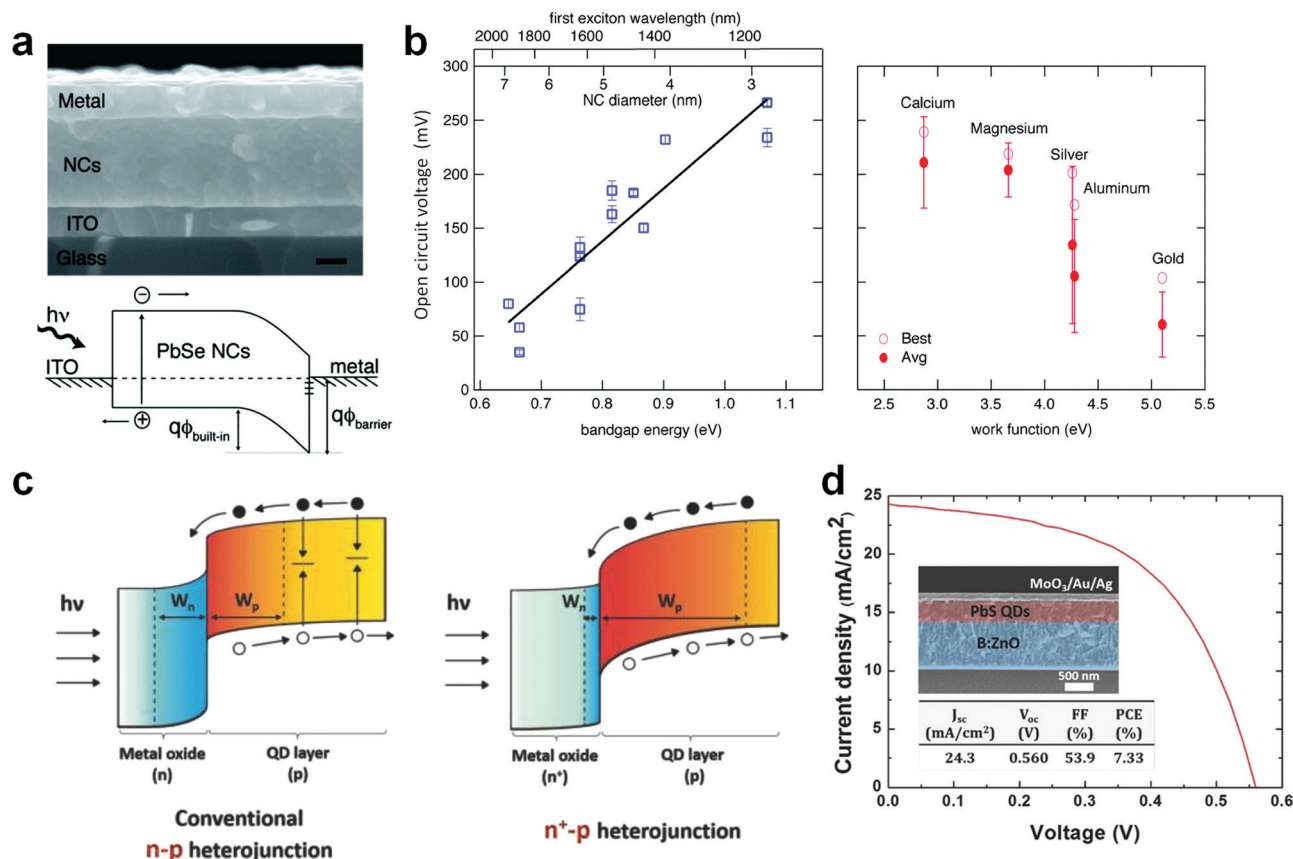 a
Metal
NCs
ITO
Glass
hν
ITO
PbSe NCs
metal
qϕbuilt-in
qϕbarrier
b
first exciton wavelength (nm)
1900 1800 1600 1400 1200
7 6 5 4 3
NC diameter (nm)
Open circuit voltage (mV)
300
250
200
150
100
50
0
0.6 0.7 0.8 0.9 1.0 1.1
bandgap energy (eV)
Calcium
Magnesium
Silver
Aluminum
Gold
Best
Avg
2.5 3.0 3.5 4.0 4.5 5.0 5.5
work function (eV)
c
hν
Wn
Wp
Metal oxide
(n)
QD layer
(p)
Conventional
n-p heterojunction
hν
Wn
Wp
Metal oxide
(n+)
QD layer
(p)
n+-p heterojunction
d
Current density (mA/cm2)
25
20
15
10
5
0
MoO3/Au/Ag
PbS QDs
B:ZnO
500 nm
Jsc (mA/cm2) Voc (V) FF (%) PCE (%)
24.3 0.560 53.9 7.33
0.0 0.1 0.2 0.3 0.4 0.5 0.6
Voltage (V)